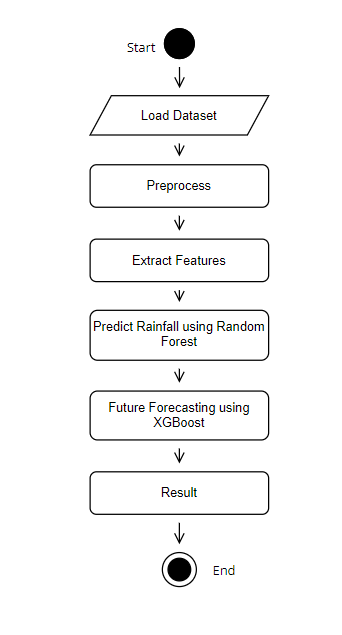 Start
Load Dataset
Preprocess
Extract Features
Predict Rainfall using Random
Forest
Future Forecasting using
XGBoost
Result
End